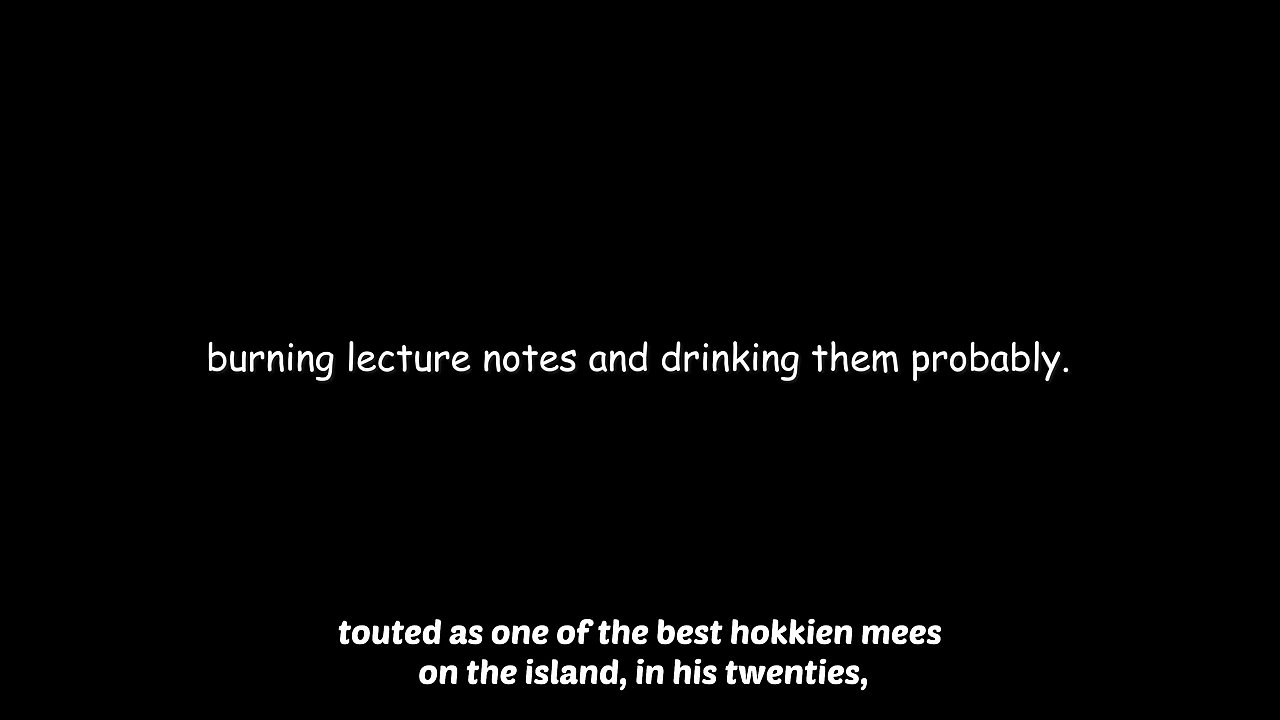 burning lecture notes and drinking them probably.
touted as one of the best hokkien mees
on the island, in his twenties,